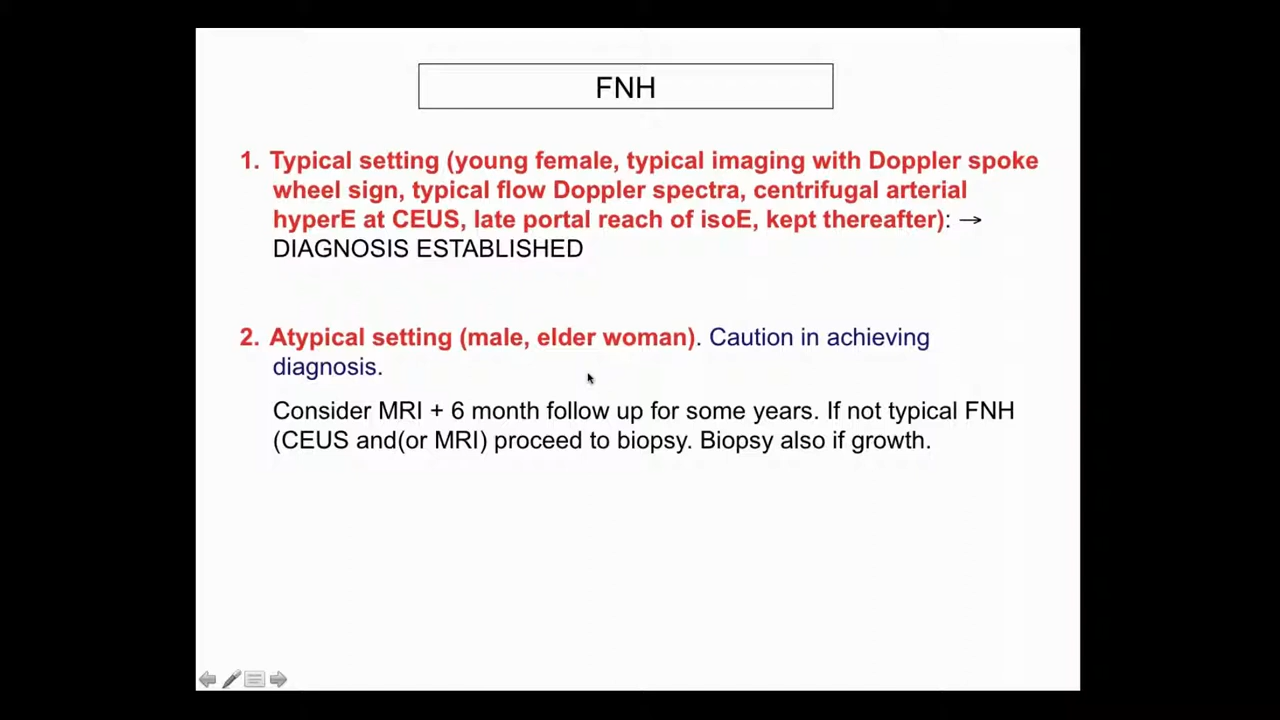 FNH
1. Typical setting (young female, typical imaging with Doppler spoke
wheel sign, typical flow Doppler spectra, centrifugal arterial
hyperE at CEUS, late portal reach of isoE, kept thereafter): →
DIAGNOSIS ESTABLISHED
2. Atypical setting (male, elder woman). Caution in achieving
diagnosis.
Consider MRI + 6 month follow up for some years. If not typical FNH
(CEUS and(or MRI) proceed to biopsy. Biopsy also if growth.